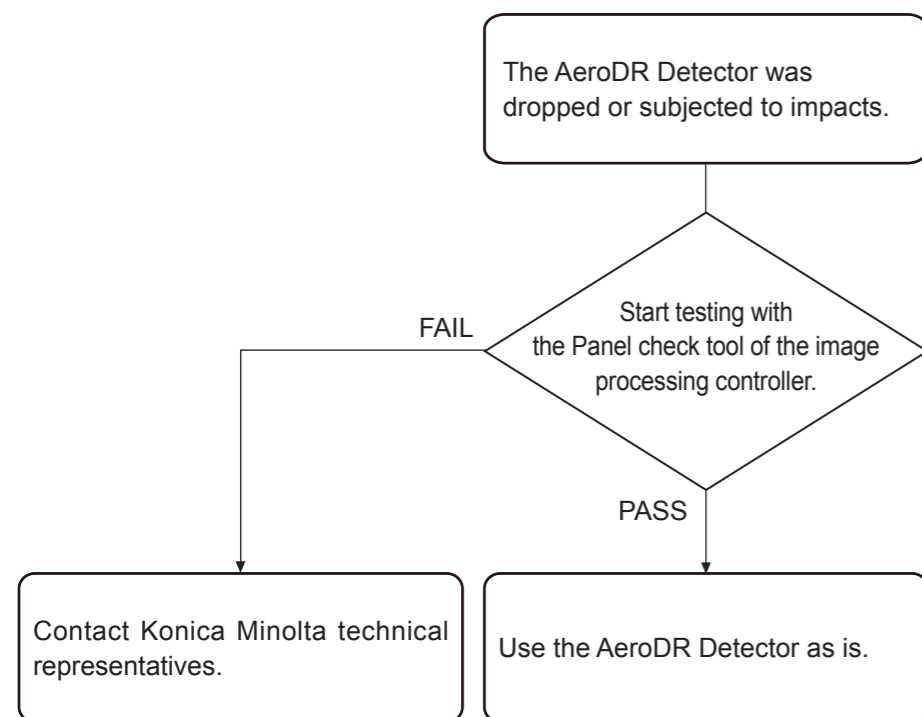 The AeroDR Detector was
dropped or subjected to impacts.
Start testing with
the Panel check tool of the image
processing controller.
FAIL
PASS
Contact Konica Minolta technical
representatives.
Use the AeroDR Detector as is.